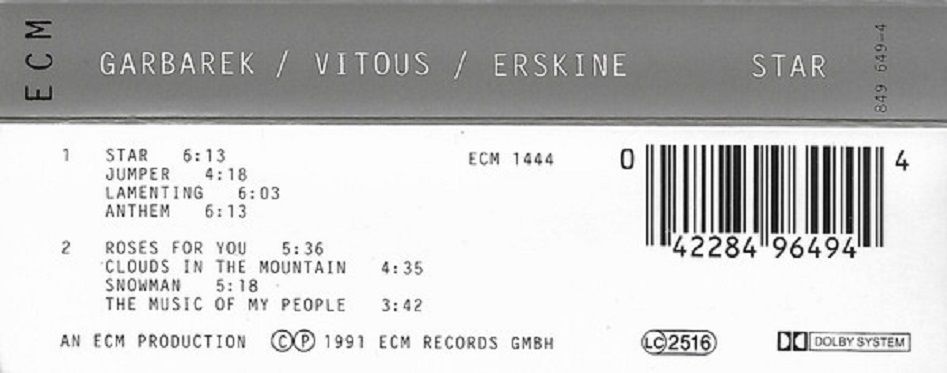 ECM
GARBAREK / VITOUS / ERSKINE STAR
849 649-4
1 STAR 6:13
JUMPER 4:18
LAMENTING 6:03
ANTHEM 6:13
2 ROSES FOR YOU 5:36
CLOUDS IN THE MOUNTAIN 4:35
SNOWMAN 5:18
THE MUSIC OF MY PEOPLE 3:42
ECM 1444
0 42284 96494 4
AN ECM PRODUCTION ©℗ 1991 ECM RECORDS GMBH
LC 2516
DOLBY SYSTEM